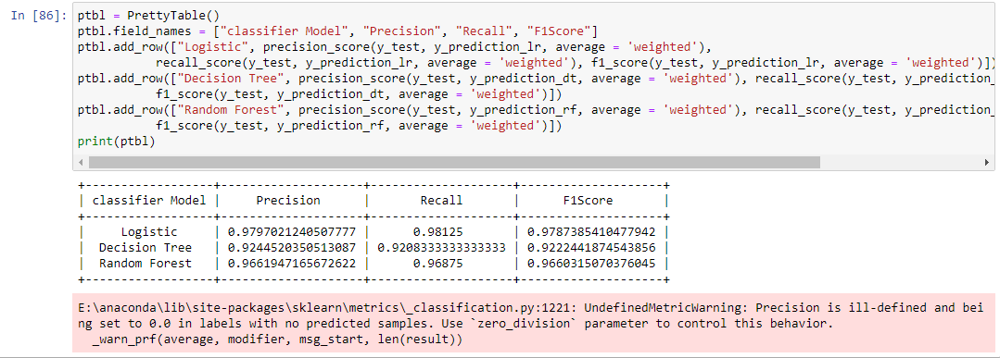 In [86]: ptbl = PrettyTable()
ptbl.field_names = ["classifier Model", "Precision", "Recall", "F1Score"]
ptbl.add_row(["Logistic", precision_score(y_test, y_prediction_lr, average = 'weighted'),
recall_score(y_test, y_prediction_lr, average = 'weighted'), f1_score(y_test, y_prediction_lr, average = 'weighted')])
ptbl.add_row(["Decision Tree", precision_score(y_test, y_prediction_dt, average = 'weighted'), recall_score(y_test, y_prediction_
f1_score(y_test, y_prediction_dt, average = 'weighted')])
ptbl.add_row(["Random Forest", precision_score(y_test, y_prediction_rf, average = 'weighted'), recall_score(y_test, y_prediction_
f1_score(y_test, y_prediction_rf, average = 'weighted')])
print(ptbl)
+------------------+--------------------+--------------------+--------------------+
| classifier Model | Precision | Recall | F1Score |
+------------------+--------------------+--------------------+--------------------+
| Logistic | 0.9797021240507777 | 0.98125 | 0.9787385410477942 |
| Decision Tree | 0.9244520350513087 | 0.9208333333333333 | 0.9222441874543856 |
| Random Forest | 0.9661947165672622 | 0.96875 | 0.9660315070376045 |
+------------------+--------------------+--------------------+--------------------+
E:\anaconda\lib\site-packages\sklearn\metrics\_classification.py:1221: UndefinedMetricWarning: Precision is ill-defined and bei
ng set to 0.0 in labels with no predicted samples. Use `zero_division` parameter to control this behavior.
_warn_prf(average, modifier, msg_start, len(result))